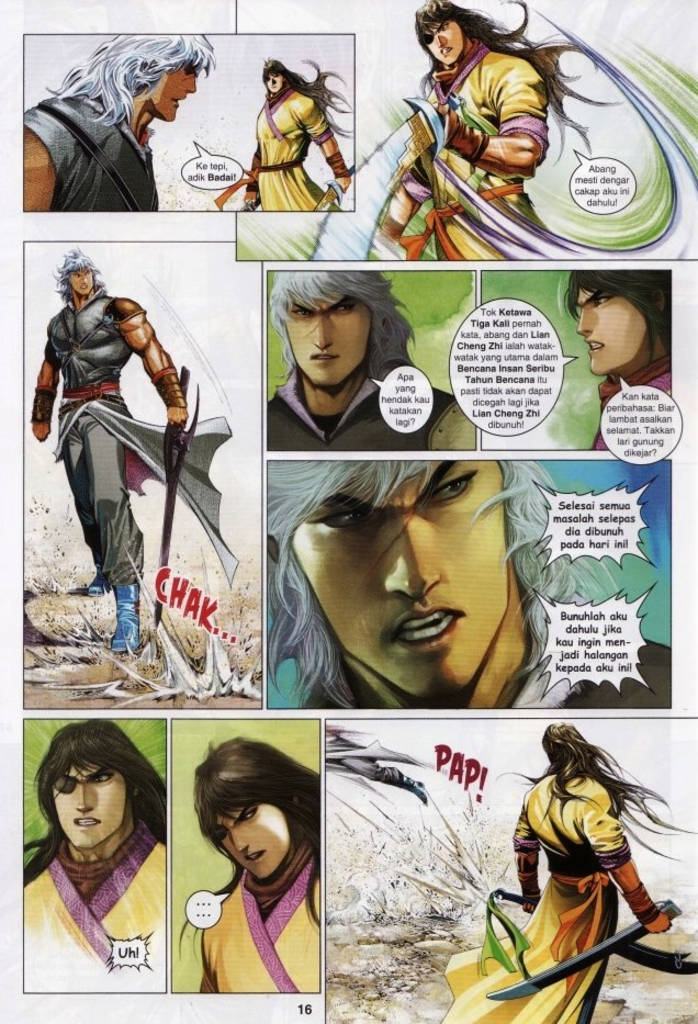 Ke tepi,
adik Badai!
Abang
mesti dengar
cakap aku ini
dahulu!
CHAK...
Apa
yang
hendak kau
katakan
lagi?
Tok Ketawa
Tiga Kali pernah
kata, abang dan Lian
Cheng Zhi ialah watak-
watak yang utama dalam
Bencana Insan Seribu
Tahun Bencana itu
pasti tidak akan dapat
dicegah lagi jika
Lian Cheng Zhi
dibunuh!
Kan kata
peribahasa: Biar
lari asalkan
selamat. Takkan
lari gunung
dikejar?
Selesai semua
masalah selepas
dia dibunuh
pada hari ini!
Bunuhlah aku
dahulu jika
kau ingin men-
jadi halangan
kepada aku ini!
Uh!
...
...
PAP!
16